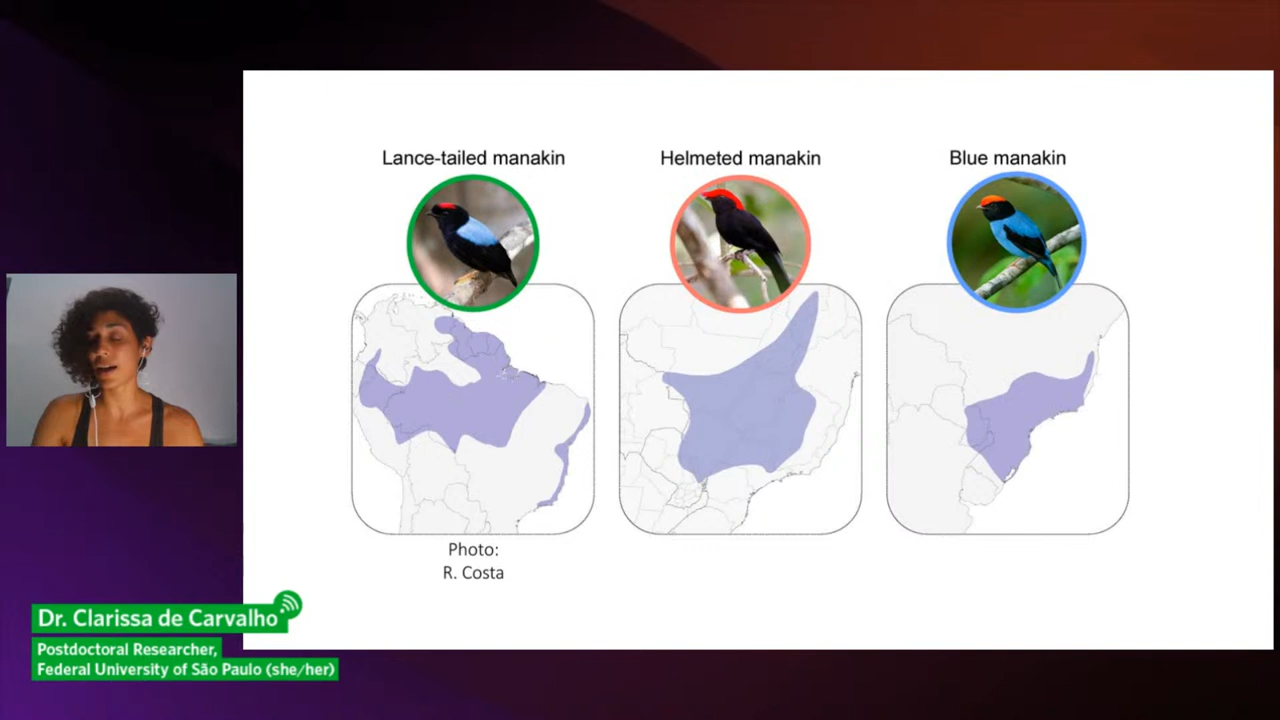 Lance-tailed manakin
Helmeted manakin
Blue manakin
Photo:
R. Costa
Dr. Clarissa de Carvalho
Postdoctoral Researcher,
Federal University of São Paulo (she/her)